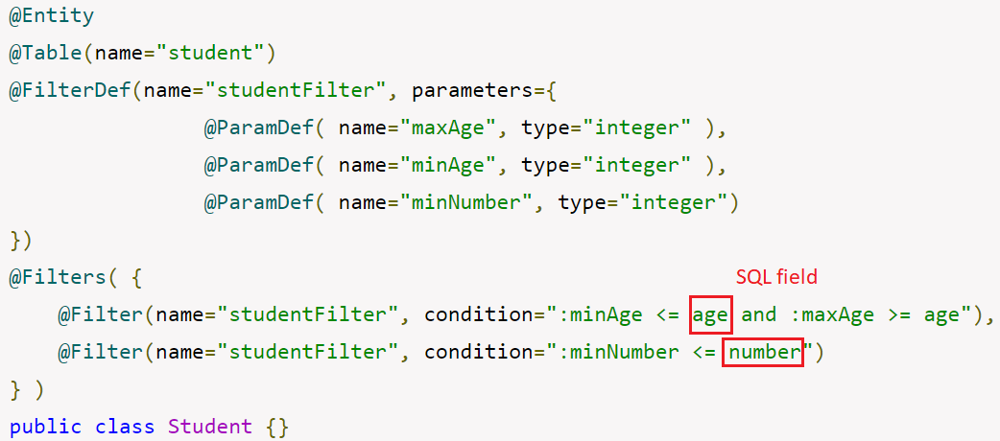 @Entity
@Table(name="student")
@FilterDef(name="studentFilter", parameters={
@ParamDef( name="maxAge", type="integer" ),
@ParamDef( name="minAge", type="integer" ),
@ParamDef( name="minNumber", type="integer")
})
@Filters( {
SQL field
@Filter(name="studentFilter", condition=":minAge <= age and :maxAge >= age"),
@Filter(name="studentFilter", condition=":minNumber <= number")
} )
public class Student {}